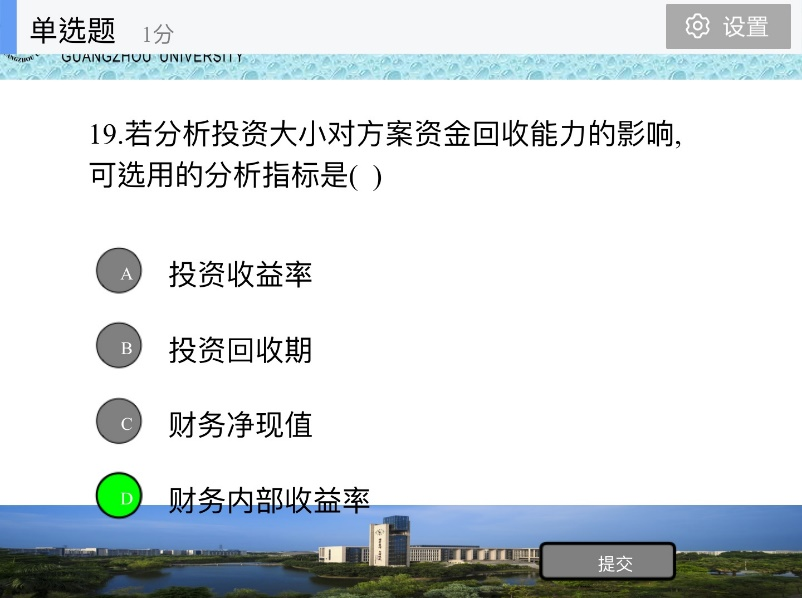 单选题 1分
设置
GUANGZHOU UNIVERSITY
19.若分析投资大小对方案资金回收能力的影响,
可选用的分析指标是( )
A 投资收益率
B 投资回收期
C 财务净现值
D 财务内部收益率
提交